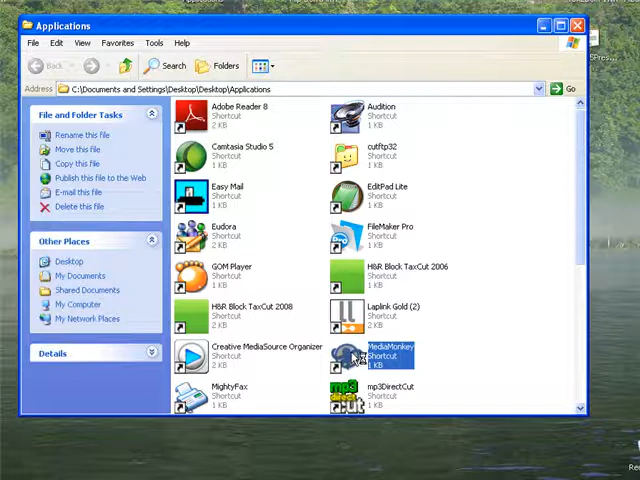 Applications
File Edit View Favorites Tools Help
Back Search Folders
Address C:\Documents and Settings\Desktop\Desktop\Applications Go
File and Folder Tasks
Rename this file
Move this file
Copy this file
Publish this file to the Web
E-mail this file
Delete this file
Other Places
Desktop
My Documents
Shared Documents
My Computer
My Network Places
Details
Adobe Reader 8
Shortcut
2 KB
Audition
Shortcut
1 KB
Camtasia Studio 5
Shortcut
1 KB
cutftp32
Shortcut
1 KB
Easy Mail
Shortcut
1 KB
EditPad Lite
Shortcut
1 KB
Eudora
Shortcut
2 KB
FileMaker Pro
Shortcut
1 KB
GOM Player
Shortcut
1 KB
H&R Block TaxCut 2006
Shortcut
1 KB
H&R Block TaxCut 2008
Shortcut
2 KB
Laplink Gold (2)
Shortcut
2 KB
Creative MediaSource Organizer
Shortcut
2 KB
MediaMonkey
Shortcut
1 KB
MightyFax
Shortcut
1 KB
mp3 direct cut
mp3DirectCut
Shortcut
1 KB